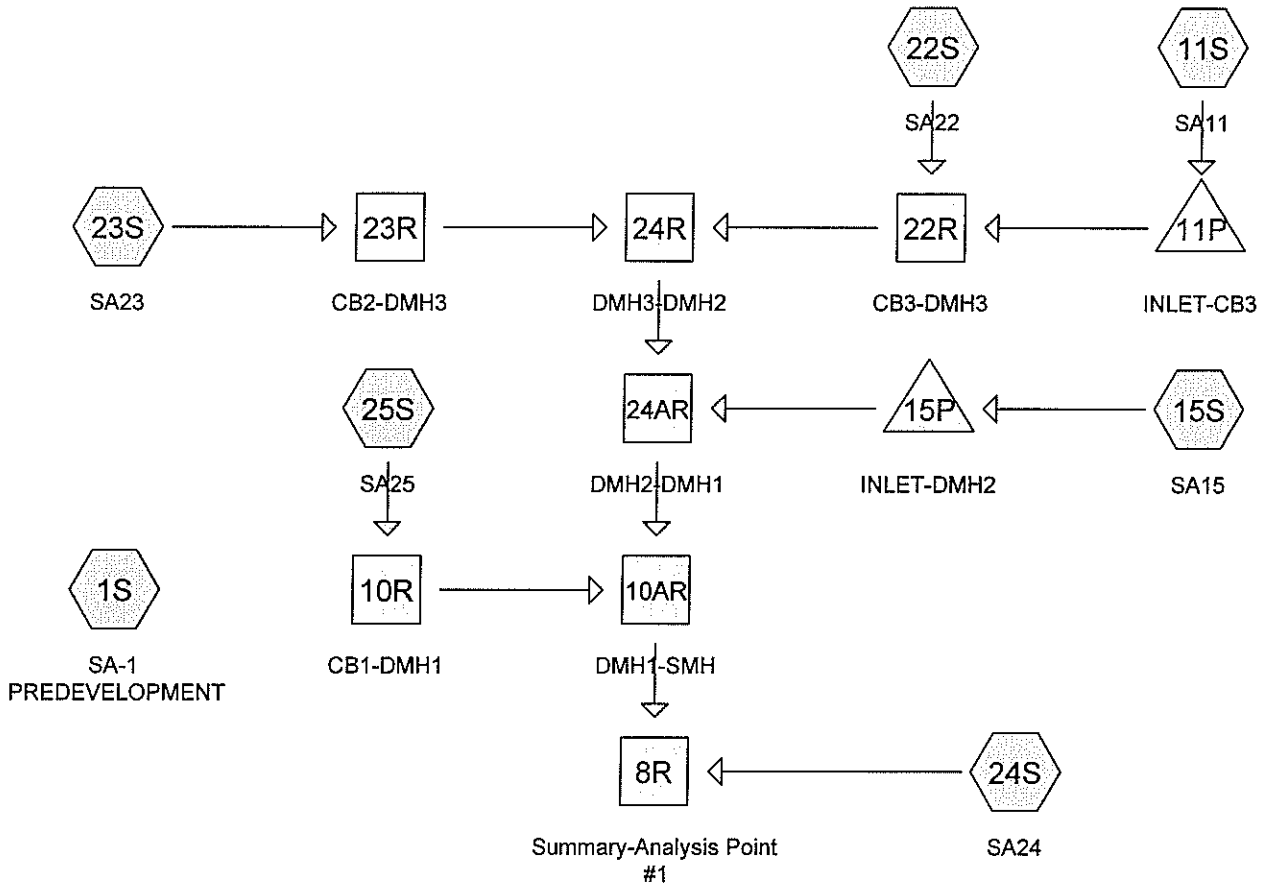 22S
11S
SA22
SA11
23S
23R
24R
22R
11P
SA23
CB2-DMH3
DMH3-DMH2
CB3-DMH3
INLET-CB3
25S
24AR
15P
15S
SA25
DMH2-DMH1
INLET-DMH2
SA15
1S
10R
10AR
SA-1
PREDEVELOPMENT
CB1-DMH1
DMH1-SMH
8R
24S
Summary-Analysis Point
#1
SA24